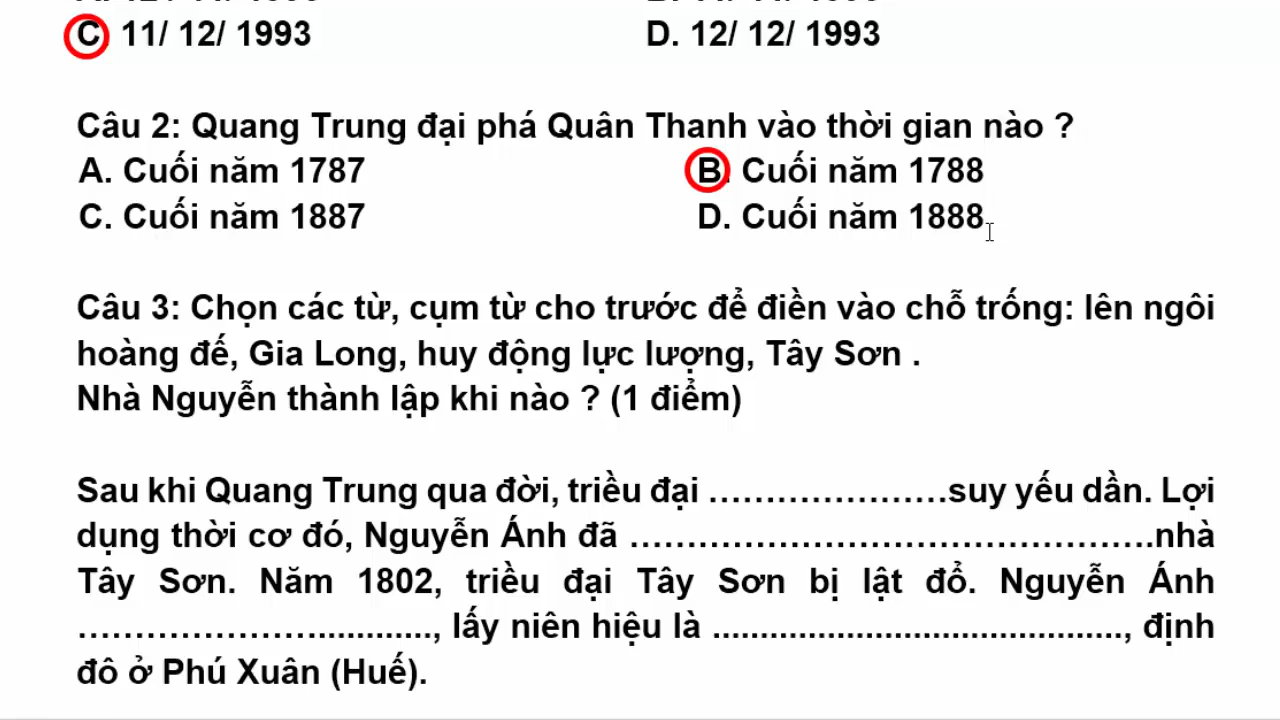 C 11/ 12/ 1993 D. 12/ 12/ 1993
Câu 2: Quang Trung đại phá Quân Thanh vào thời gian nào ?
A. Cuối năm 1787 B. Cuối năm 1788
C. Cuối năm 1887 D. Cuối năm 1888
Câu 3: Chọn các từ, cụm từ cho trước để điền vào chỗ trống: lên ngôi
hoàng đế, Gia Long, huy động lực lượng, Tây Sơn .
Nhà Nguyễn thành lập khi nào ? (1 điểm)
Sau khi Quang Trung qua đời, triều đại …………………suy yếu dần. Lợi
dụng thời cơ đó, Nguyễn Ánh đã ……………………………………….nhà
Tây Sơn. Năm 1802, triều đại Tây Sơn bị lật đổ. Nguyễn Ánh
…………………............, lấy niên hiệu là ..........................................., định
đô ở Phú Xuân (Huế).